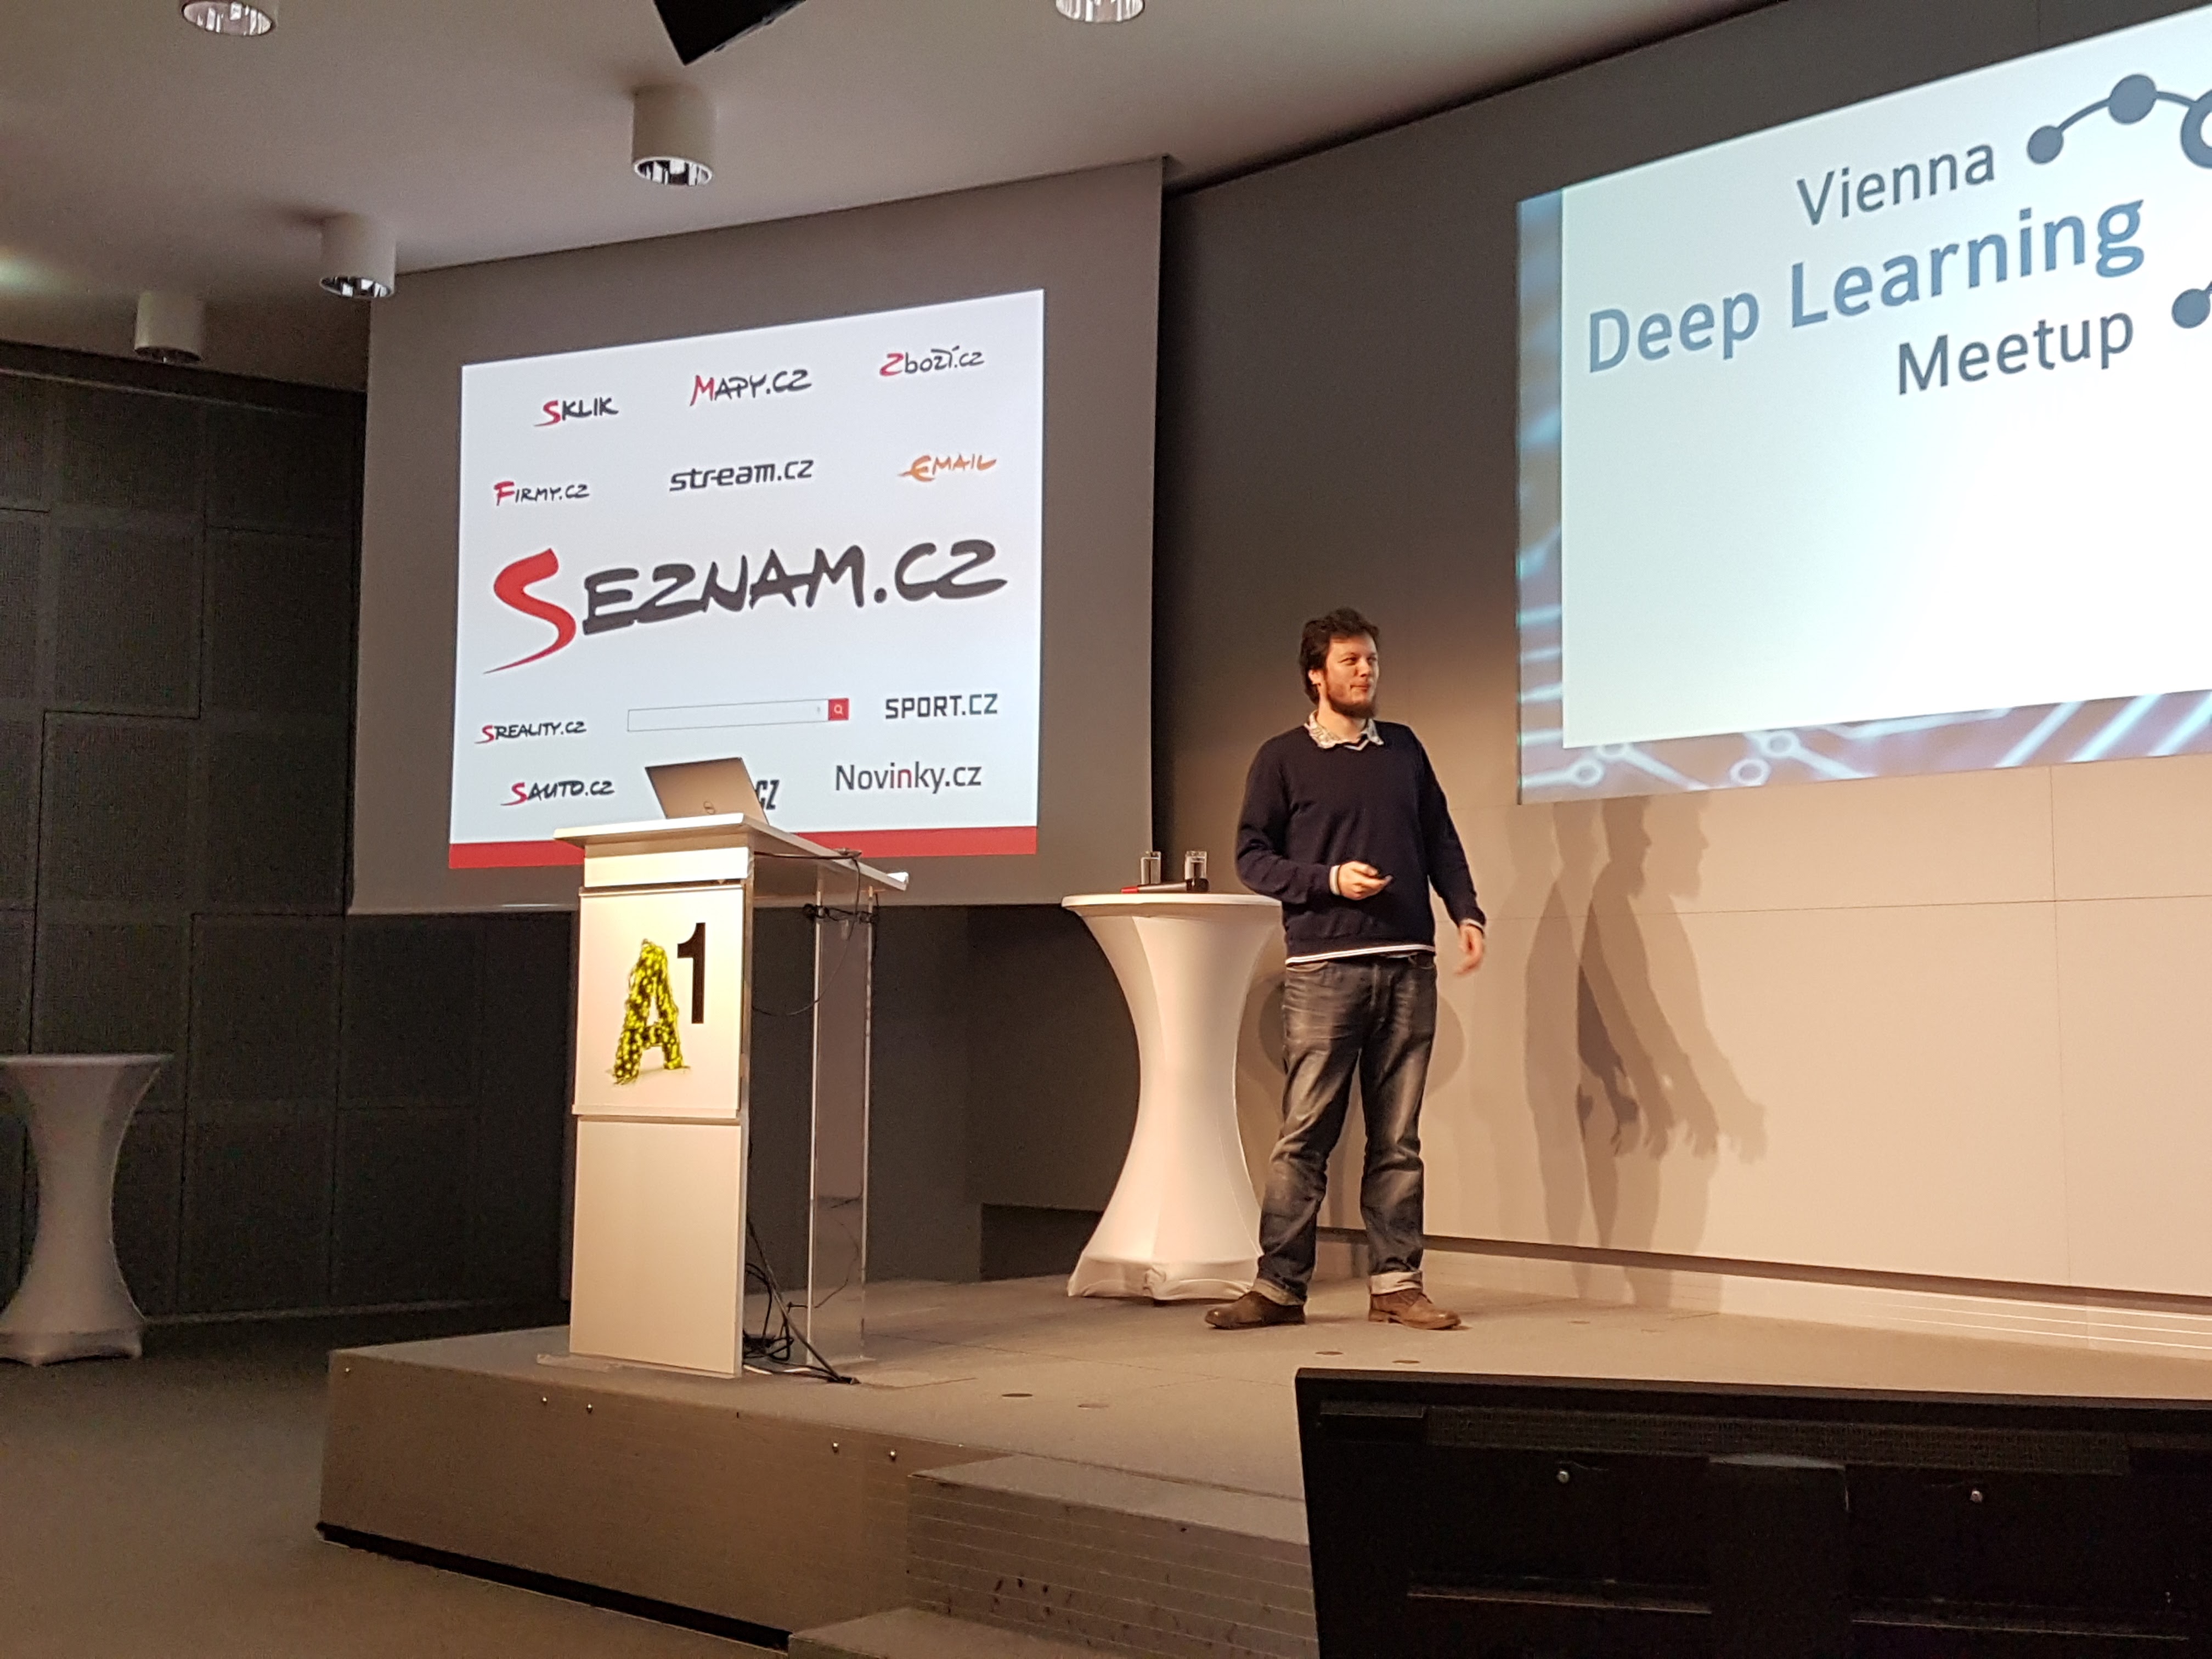 Sklik
Mapy.cz
Zboží.cz
Firmy.cz
stream.cz
Email
Seznam.cz
Sreality.cz
SPORT.CZ
Sauto.cz
CZ
Novinky.cz
A1
Vienna
Deep Learning
Meetup